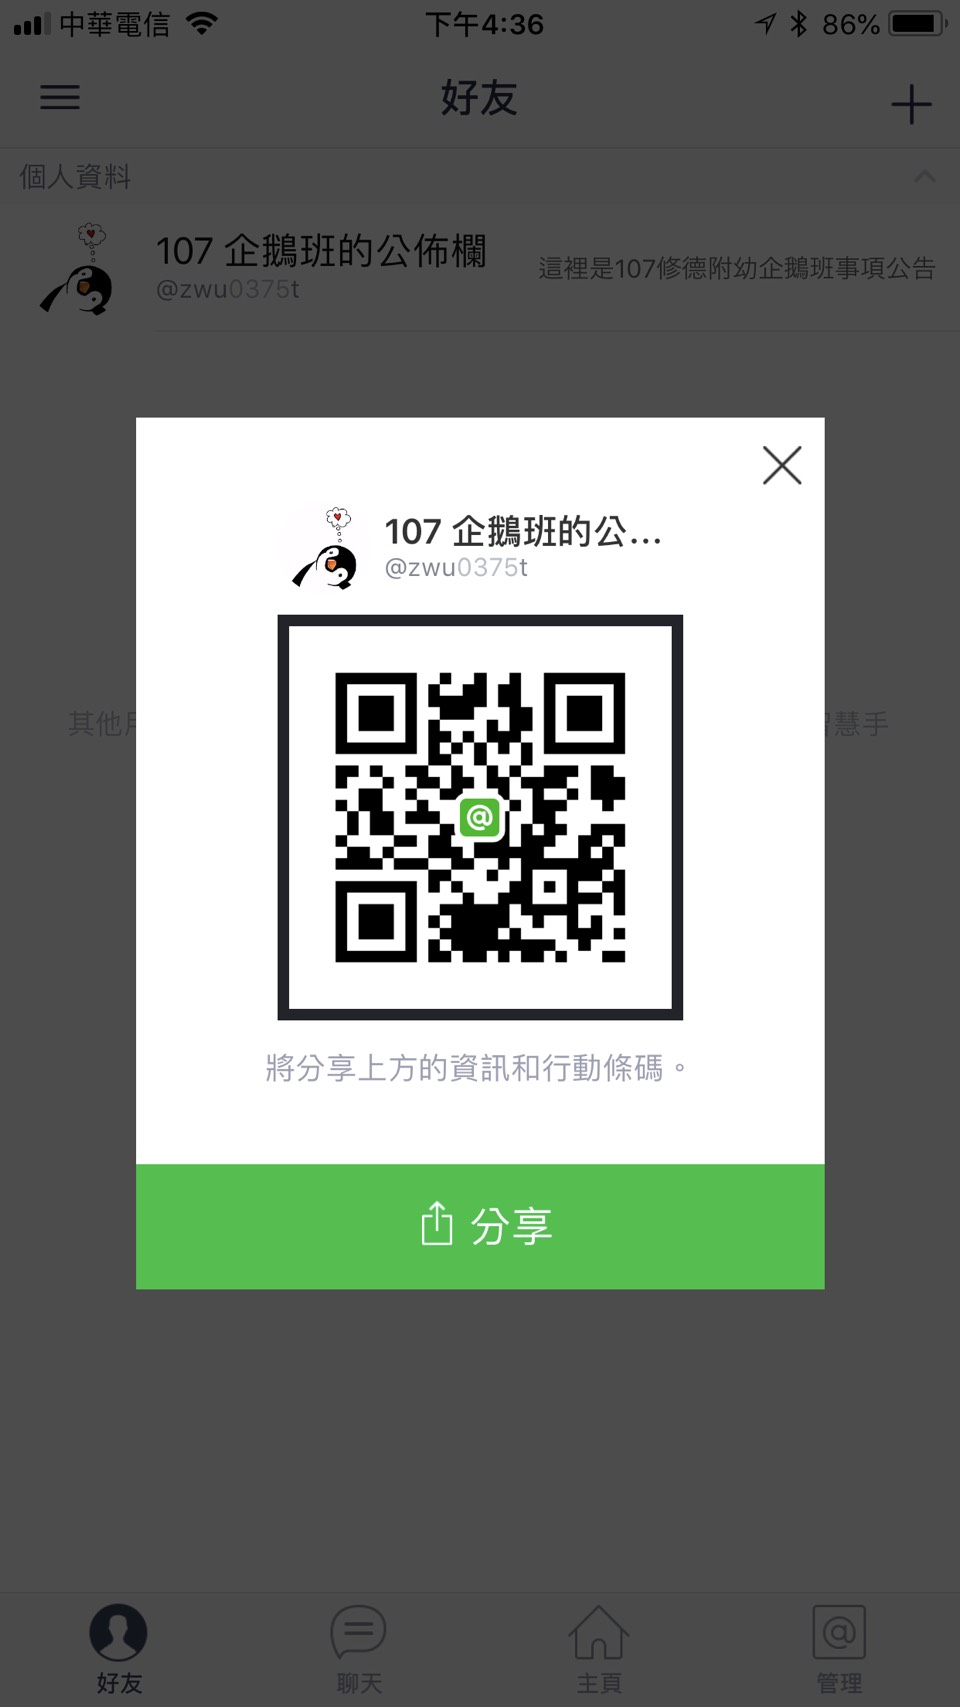 中華電信 下午4:36 86%
好友
個人資料
107 企鵝班的公佈欄
@zwu0375t
這裡是107修德附幼企鵝班事項公告
107 企鵝班的公...
@zwu0375t
其他
智慧手
@
將分享上方的資訊和行動條碼。
分享
好友 聊天 主頁 管理